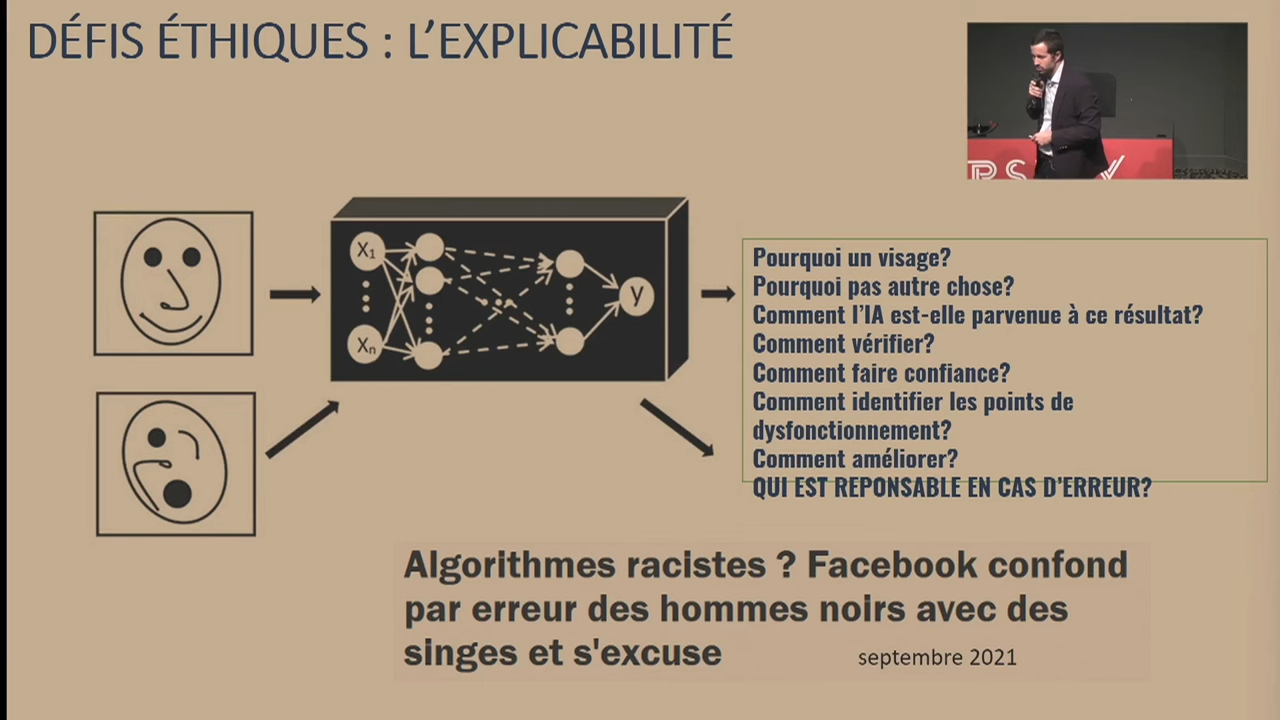 DÉFIS ÉTHIQUES : L'EXPLICABILITÉ
X1
Xn
y
Pourquoi un visage?
Pourquoi pas autre chose?
Comment l'IA est-elle parvenue à ce résultat?
Comment vérifier?
Comment faire confiance?
Comment identifier les points de
dysfonctionnement?
Comment améliorer?
QUI EST REPONSABLE EN CAS D'ERREUR?
Algorithmes racistes ? Facebook confond
par erreur des hommes noirs avec des
singes et s'excuse
septembre 2021